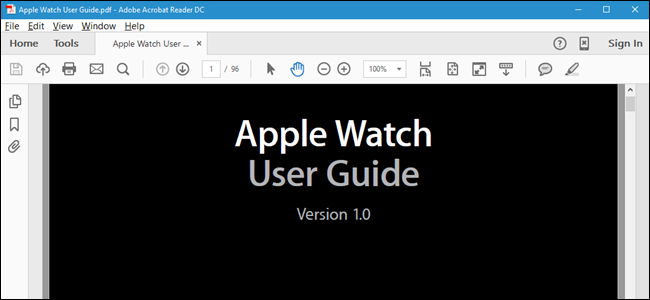 Apple Watch User Guide.pdf - Adobe Acrobat Reader DC
File Edit View Window Help
Home Tools Apple Watch User ... × ? Sign In
1 / 96 100%
Apple Watch
User Guide
Version 1.0